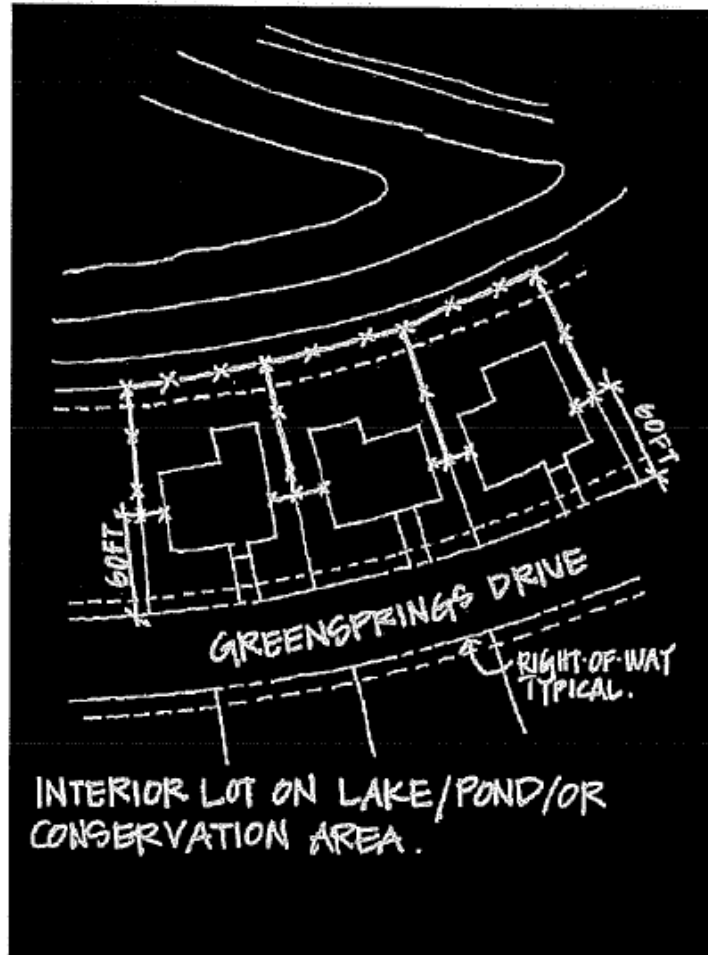 60FT
60FT
GREENSPRINGS DRIVE
RIGHT-OF-WAY
TYPICAL.
INTERIOR LOT ON LAKE/POND/OR
CONSERVATION AREA.